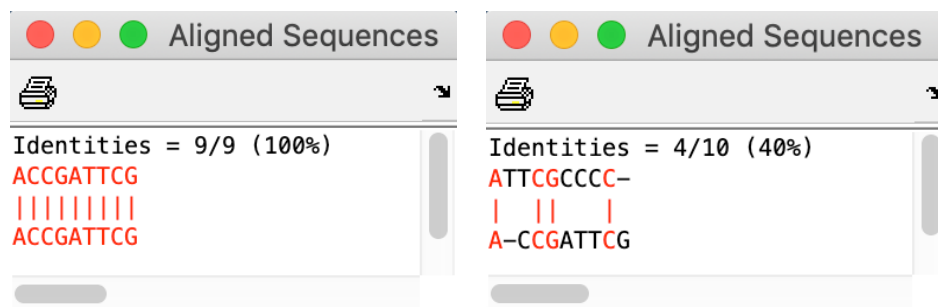 Aligned Sequences
Identities = 9/9 (100%)
ACCGATTCG
|||||||||
ACCGATTCG
Aligned Sequences
Identities = 4/10 (40%)
ATTCGCCCC–
|  ||   |
A–CCGATTCG